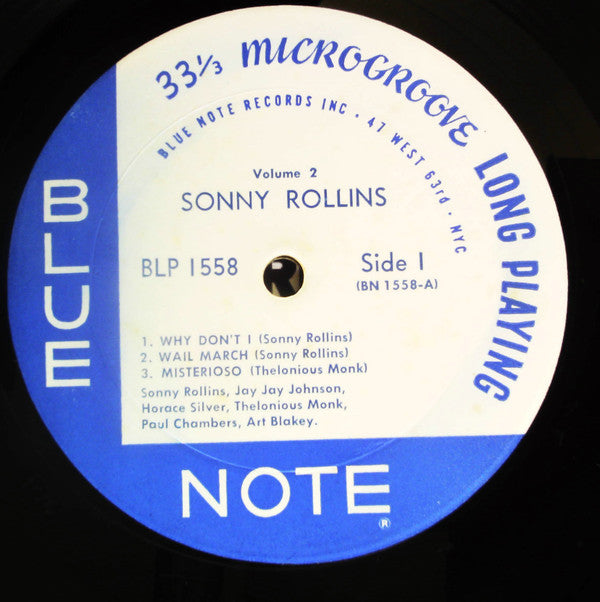 33⅓ MICROGROOVE LONG PLAYING
BLUE NOTE RECORDS INC • 47 WEST 63rd • NYC
Volume 2
SONNY ROLLINS
BLP 1558
Side 1
(BN 1558-A)
1. WHY DON'T I (Sonny Rollins)
2. WAIL MARCH (Sonny Rollins)
3. MISTERIOSO (Thelonious Monk)
Sonny Rollins, Jay Jay Johnson,
Horace Silver, Thelonious Monk,
Paul Chambers, Art Blakey.
BLUE
NOTE
®